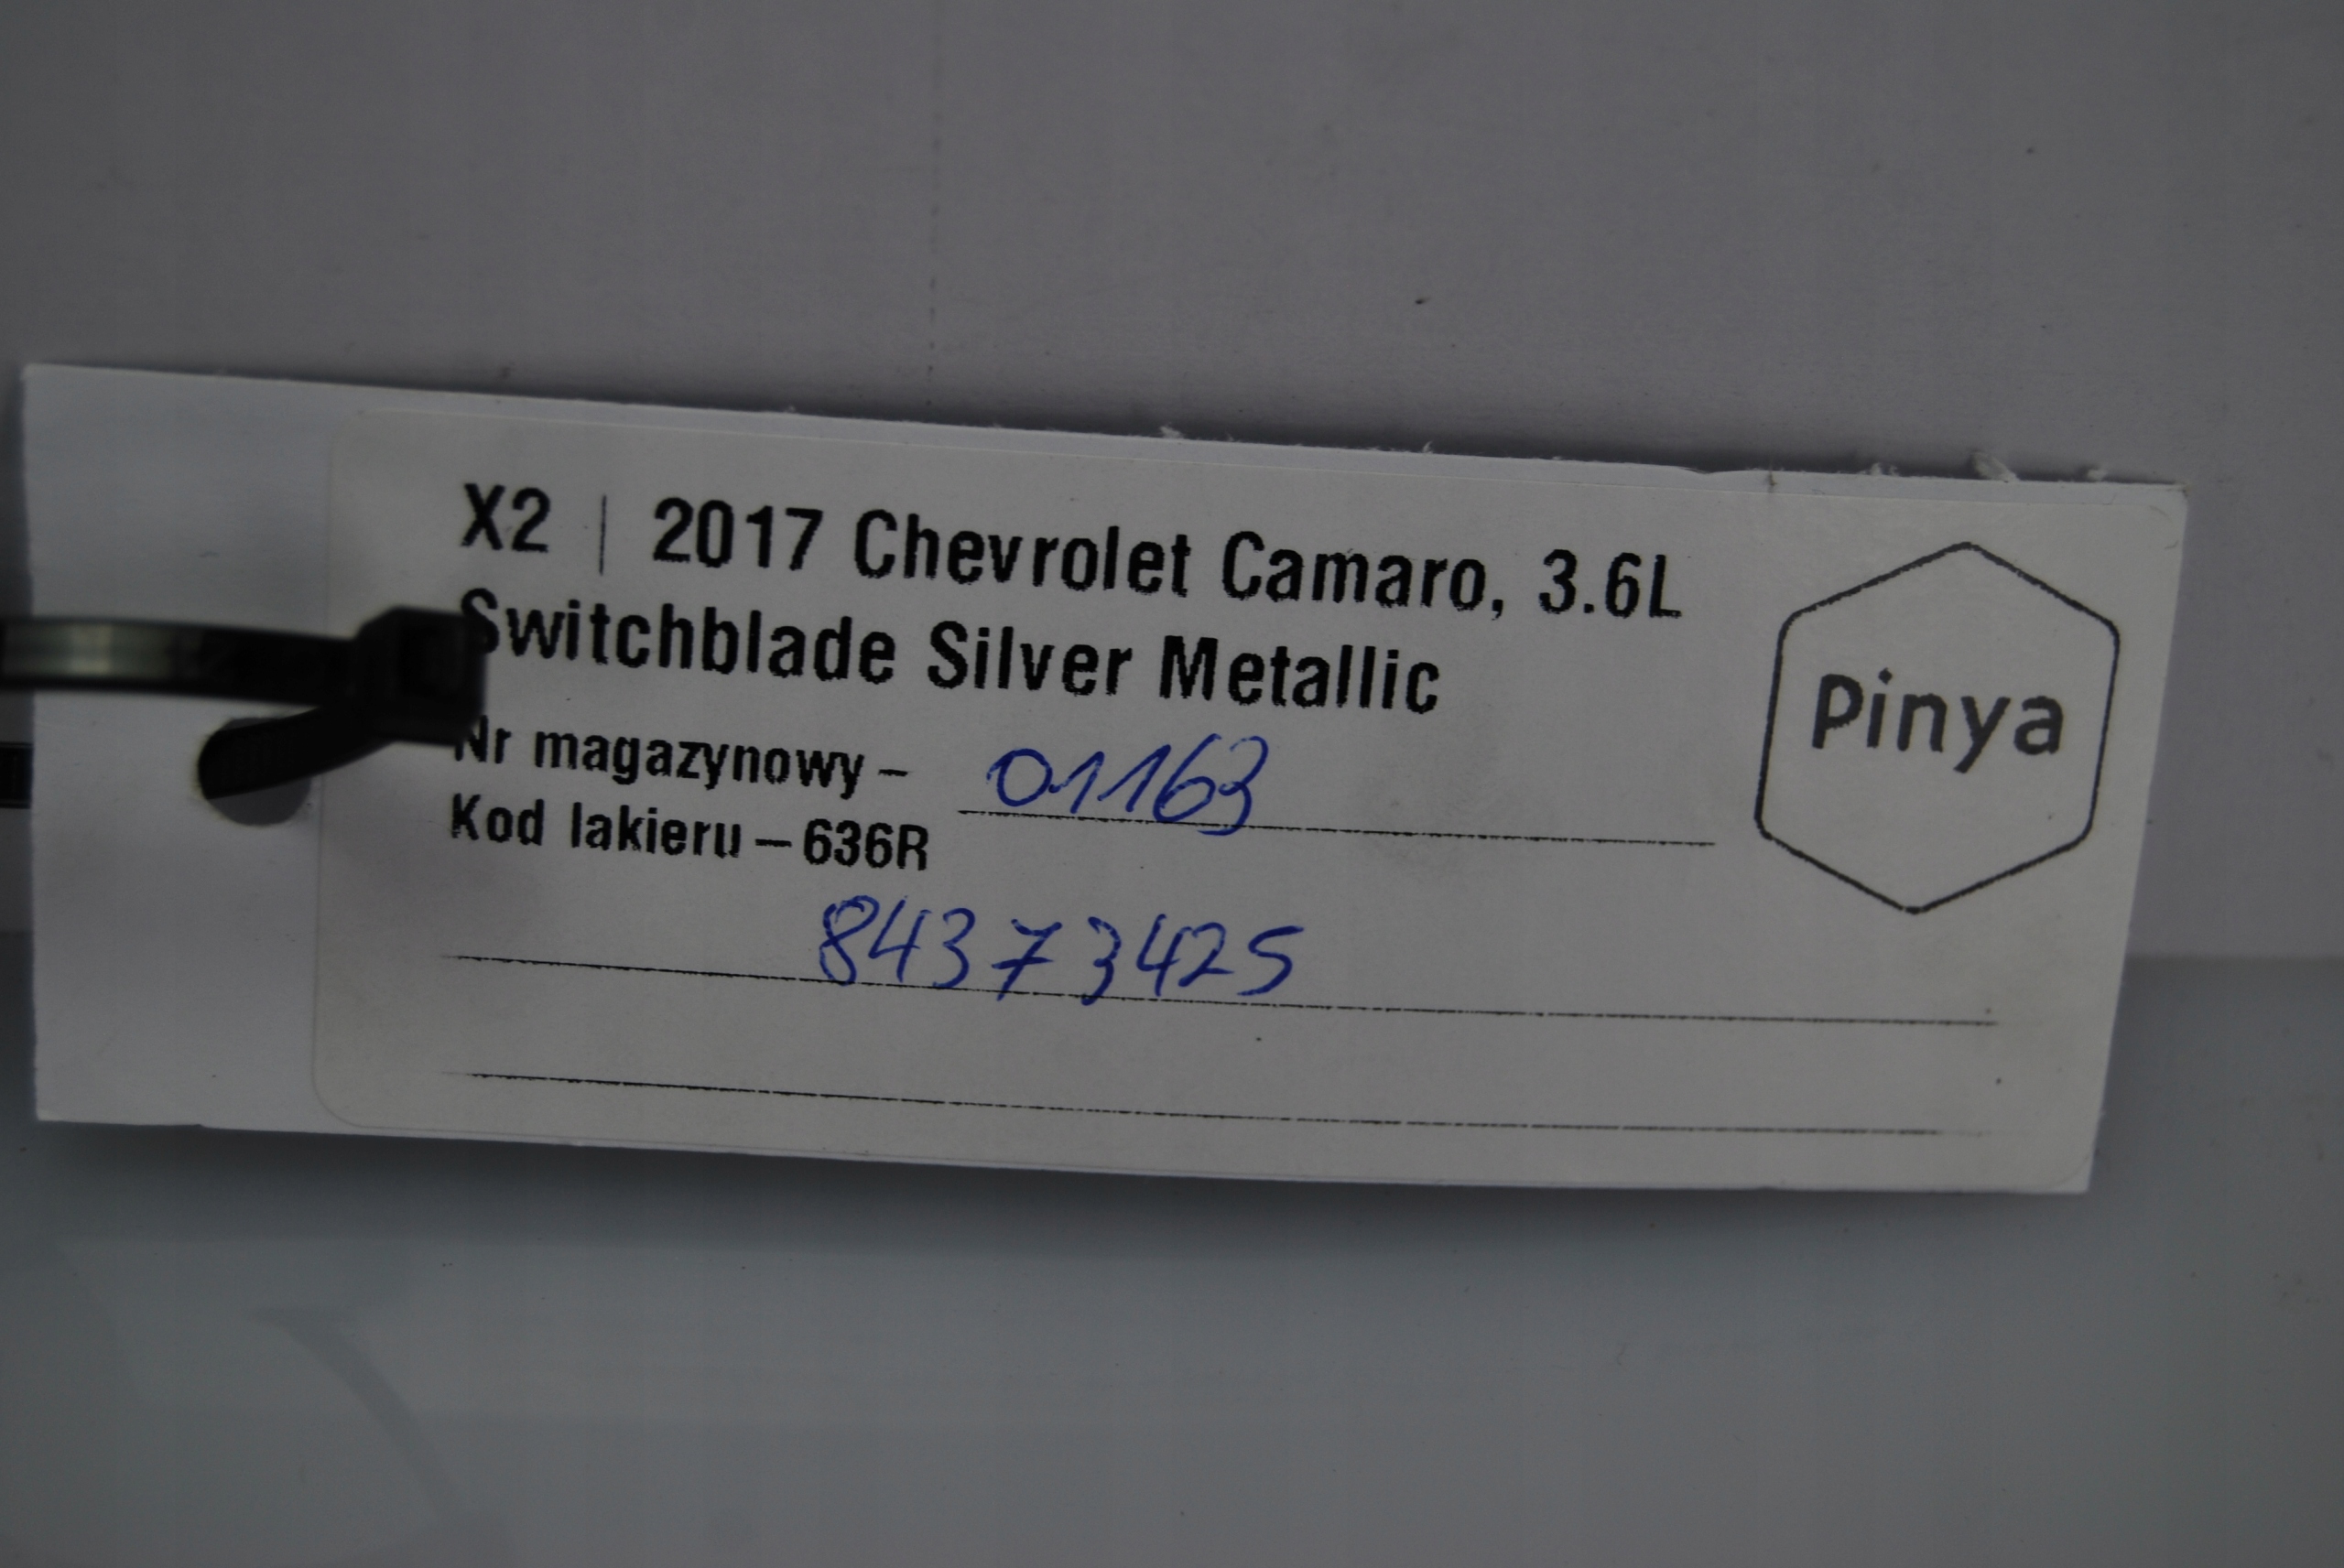 X2 | 2017 Chevrolet Camaro, 3.6L
Switchblade Silver Metallic
Nr magazynowy – 01163
Kod lakieru – 636R
84373425
Pinya